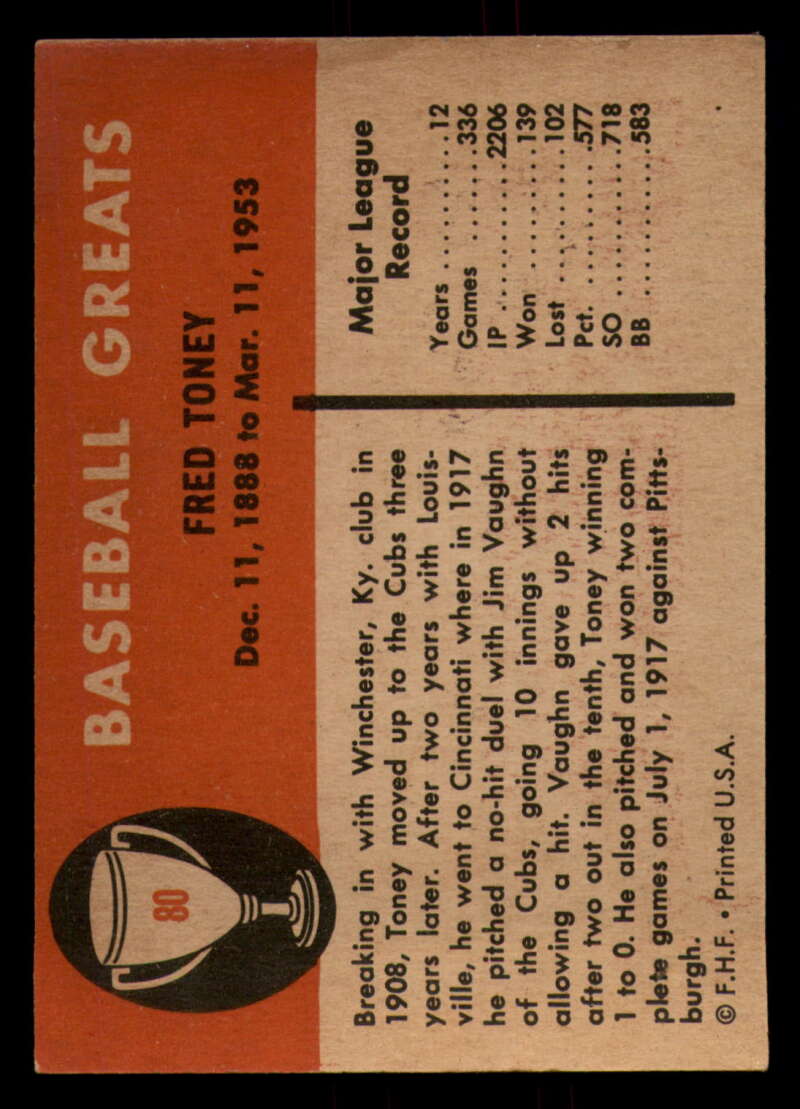 80
BASEBALL GREATS
FRED TONEY
Dec. 11, 1888 to Mar. 11, 1953
Breaking in with Winchester, Ky. club in
1908, Toney moved up to the Cubs three
years later. After two years with Louis-
ville, he went to Cincinnati where in 1917
he pitched a no-hit duel with Jim Vaughn
of the Cubs, going 10 innings without
allowing a hit. Vaughn gave up 2 hits
after two out in the tenth, Toney winning
1 to 0. He also pitched and won two com-
plete games on July 1, 1917 against Pitts-
burgh.
© F.H.F. • Printed U.S.A.
Major League
Record
Years ..........12
Games ........336
IP ............2206
Won ..........139
Lost ..........102
Pct. ..........577
SO ............718
BB ............583